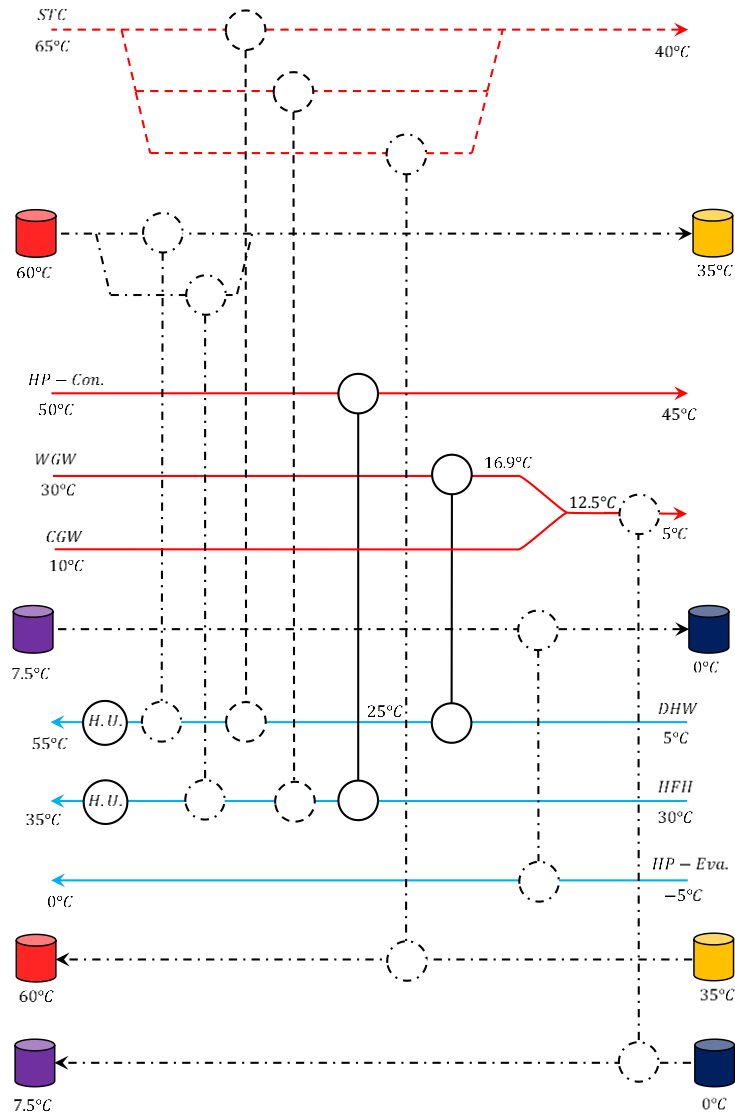 STC
65°C
40°C
60°C
35°C
HP − Con.
50°C
45°C
WGW
30°C
16.9°C
12.5°C
5°C
CGW
10°C
7.5°C
0°C
25°C
DHW
H.U.
55°C
5°C
HFH
H.U.
35°C
30°C
HP − Eva.
0°C
−5°C
60°C
35°C
7.5°C
0°C